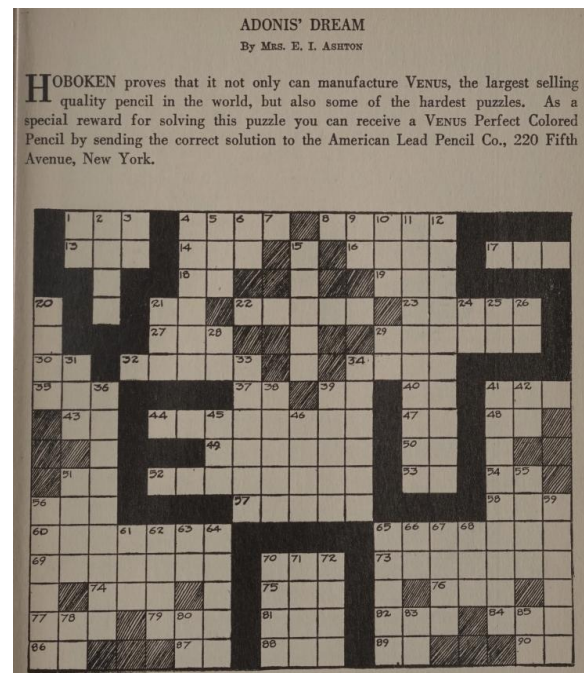 ADONIS' DREAM
By MRS. E. I. ASHTON
HOBOKEN proves that it not only can manufacture VENUS, the largest selling
quality pencil in the world, but also some of the hardest puzzles. As a
special reward for solving this puzzle you can receive a VENUS Perfect Colored
Pencil by sending the correct solution to the American Lead Pencil Co., 220 Fifth
Avenue, New York.
1 2 3 4 5 6 7 8 9 10 11 12
13 14 15 16 17
18 19
20 21 22 23 24 25 26
27 28 29
30 31 32 33 34
35 36 37 38 39 40 41 42
43 44 45 46 47 48
49 50
51 52 53 54 55
56 57 58 59
60 61 62 63 64 65 66 67 68
69 70 71 72 73
74 75 76
77 78 79 80 81 82 83 84 85
86 87 88 89 90